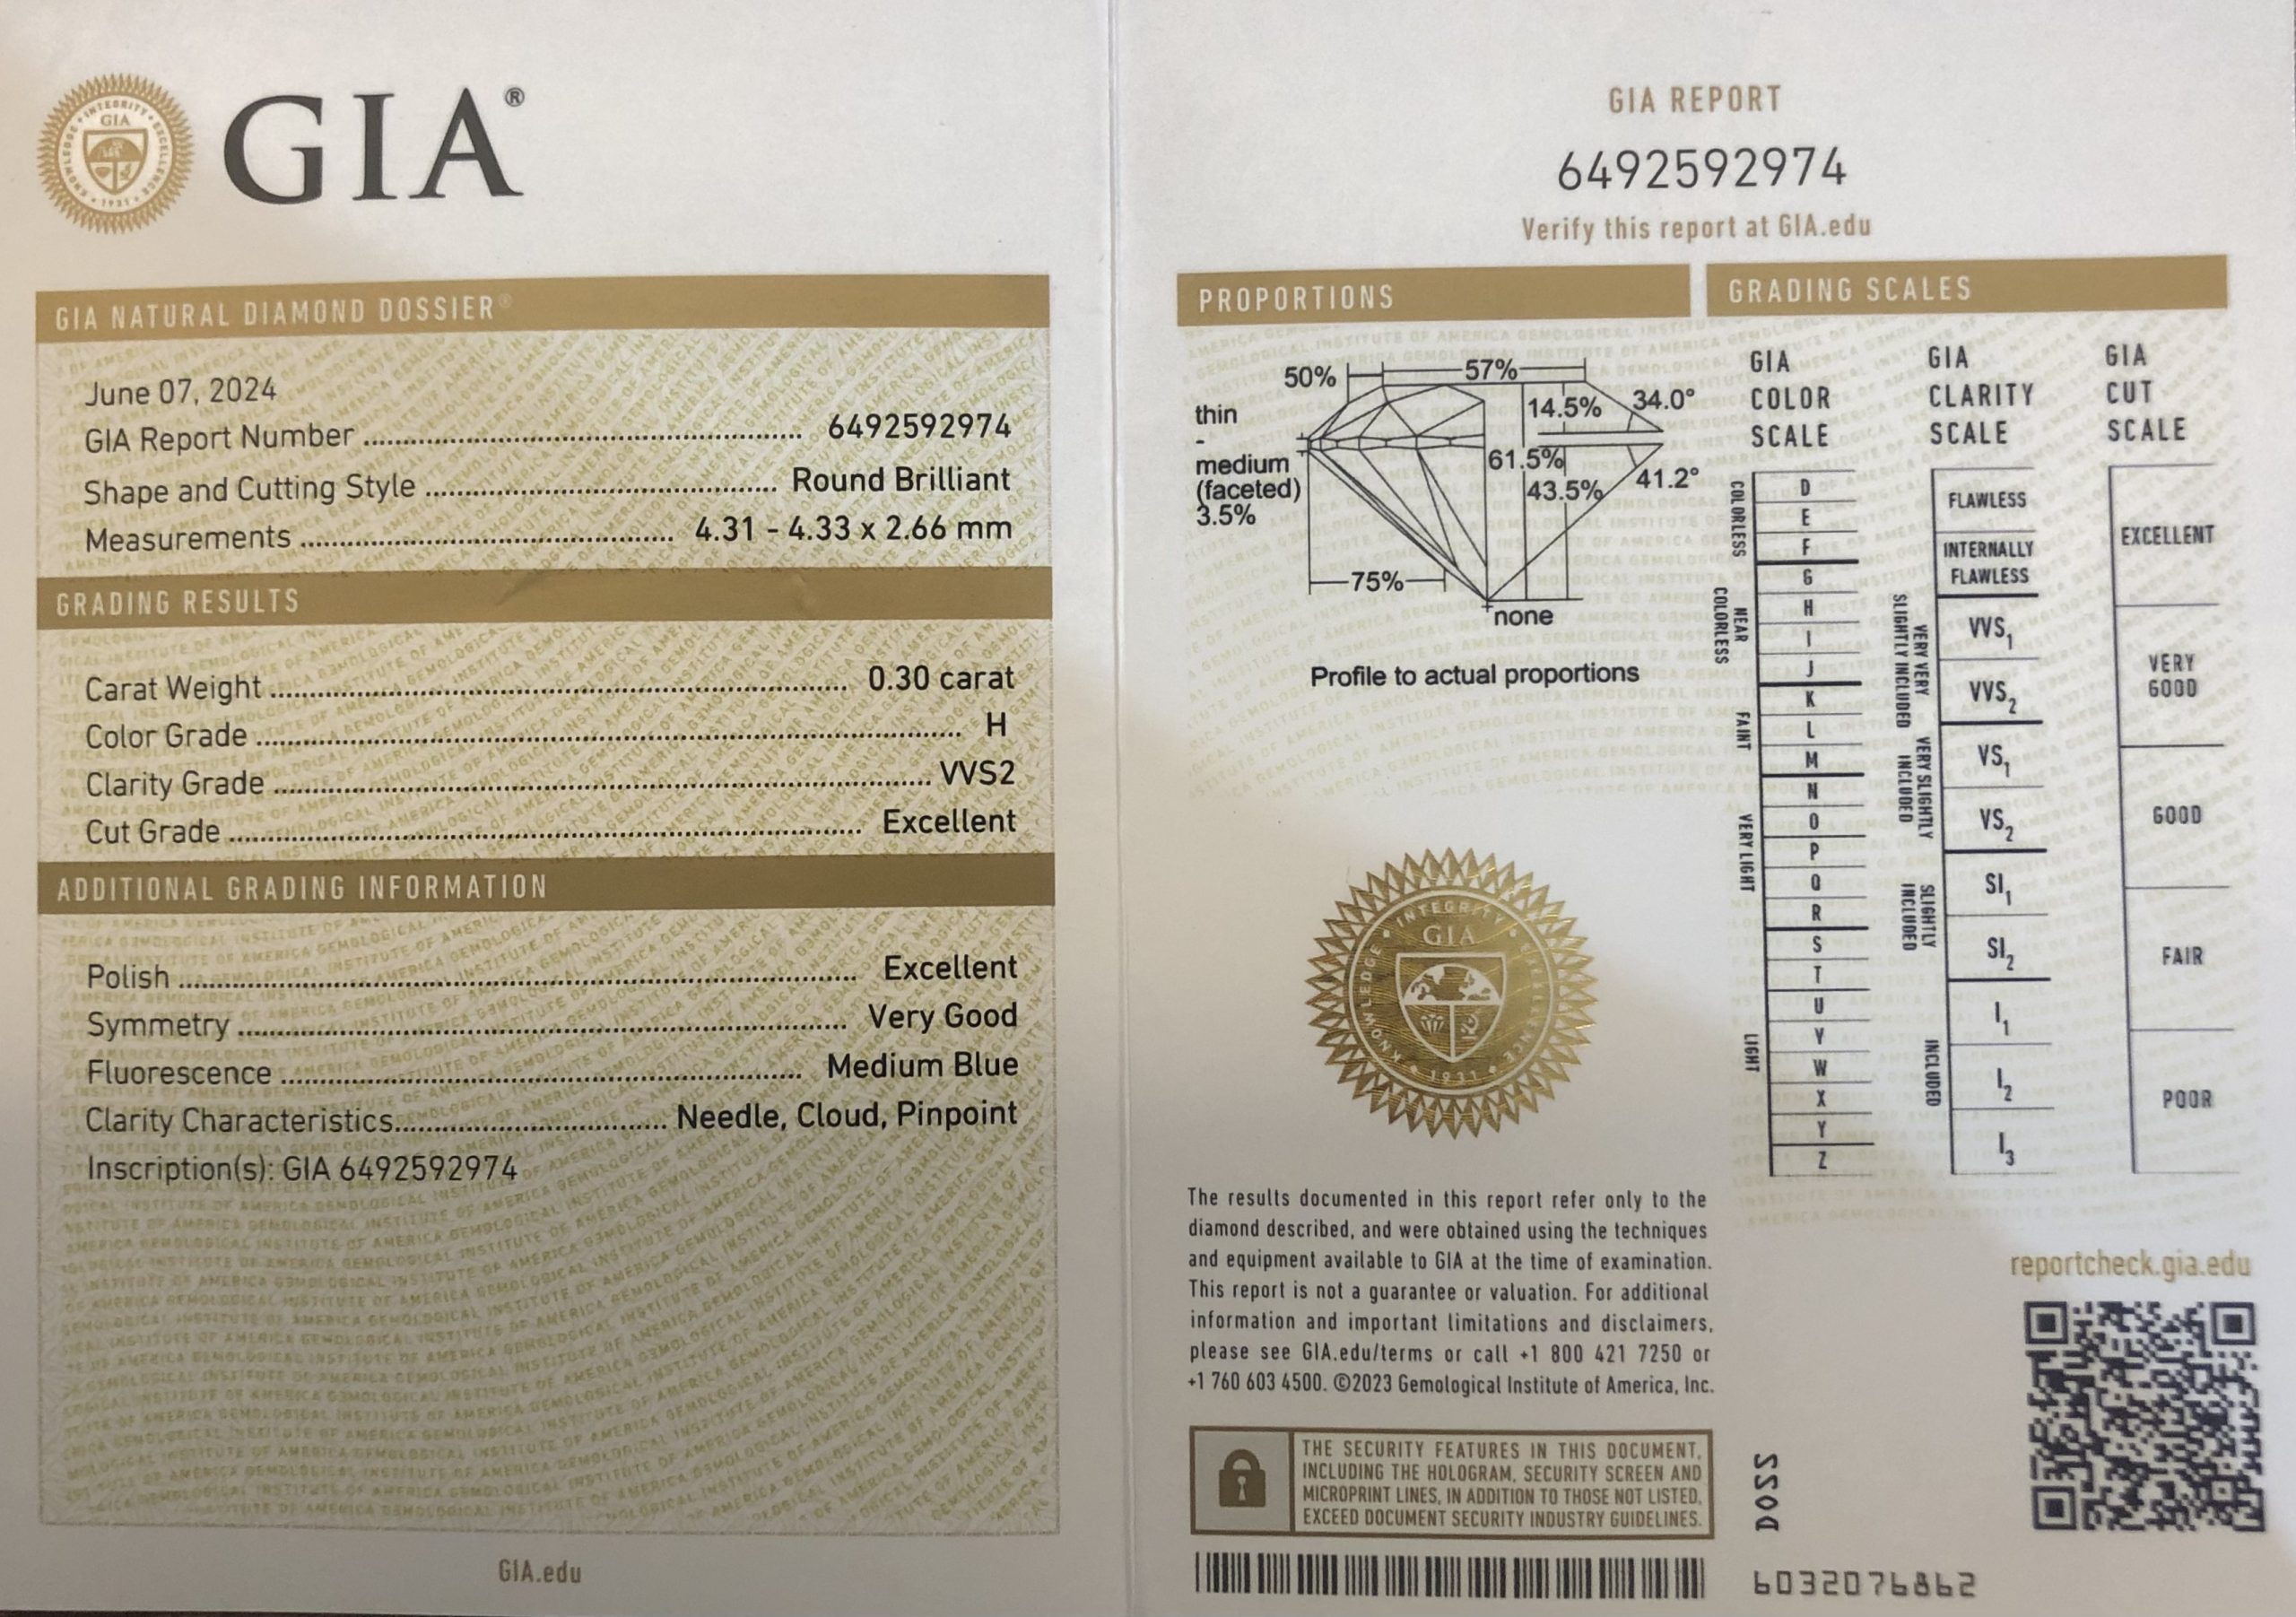 GIA®
GIA NATURAL DIAMOND DOSSIER®
June 07, 2024
GIA Report Number 6492592974
Shape and Cutting Style Round Brilliant
Measurements 4.31 - 4.33 x 2.66 mm
GRADING RESULTS
Carat Weight 0.30 carat
Color Grade H
Clarity Grade VVS2
Cut Grade Excellent
ADDITIONAL GRADING INFORMATION
Polish Excellent
Symmetry Very Good
Fluorescence Medium Blue
Clarity Characteristics Needle, Cloud, Pinpoint
Inscription(s): GIA 6492592974
GIA.edu
GIA REPORT
6492592974
Verify this report at GIA.edu
PROPORTIONS
50%
57%
thin
-
medium
(faceted)
3.5%
14.5%
34.0°
61.5%
43.5%
41.2°
75%
none
Profile to actual proportions
INTEGRITY
GIA
KNOWLEDGE
EXCELLENCE
1931
The results documented in this report refer only to the
diamond described, and were obtained using the techniques
and equipment available to GIA at the time of examination.
This report is not a guarantee or valuation. For additional
information and important limitations and disclaimers,
please see GIA.edu/terms or call +1 800 421 7250 or
+1 760 603 4500. ©2023 Gemological Institute of America, Inc.
THE SECURITY FEATURES IN THIS DOCUMENT,
INCLUDING THE HOLOGRAM, SECURITY SCREEN AND
MICROPRINT LINES, IN ADDITION TO THOSE NOT LISTED,
EXCEED DOCUMENT SECURITY INDUSTRY GUIDELINES.
GRADING SCALES
GIA
COLOR
SCALE
COLORLESS
D
E
F
NEAR
COLORLESS
G
H
I
J
FAINT
K
L
M
VERY LIGHT
N
O
P
Q
R
LIGHT
S
T
U
Y
W
X
Y
Z
GIA
CLARITY
SCALE
FLAWLESS
INTERNALLY
FLAWLESS
VERY VERY
SLIGHTLY INCLUDED
VVS1
VVS2
VERY SLIGHTLY
INCLUDED
VS1
VS2
SLIGHTLY
INCLUDED
SI1
SI2
INCLUDED
I1
I2
I3
GIA
CUT
SCALE
EXCELLENT
VERY
GOOD
GOOD
FAIR
POOR
reportcheck.gia.edu
6032076862